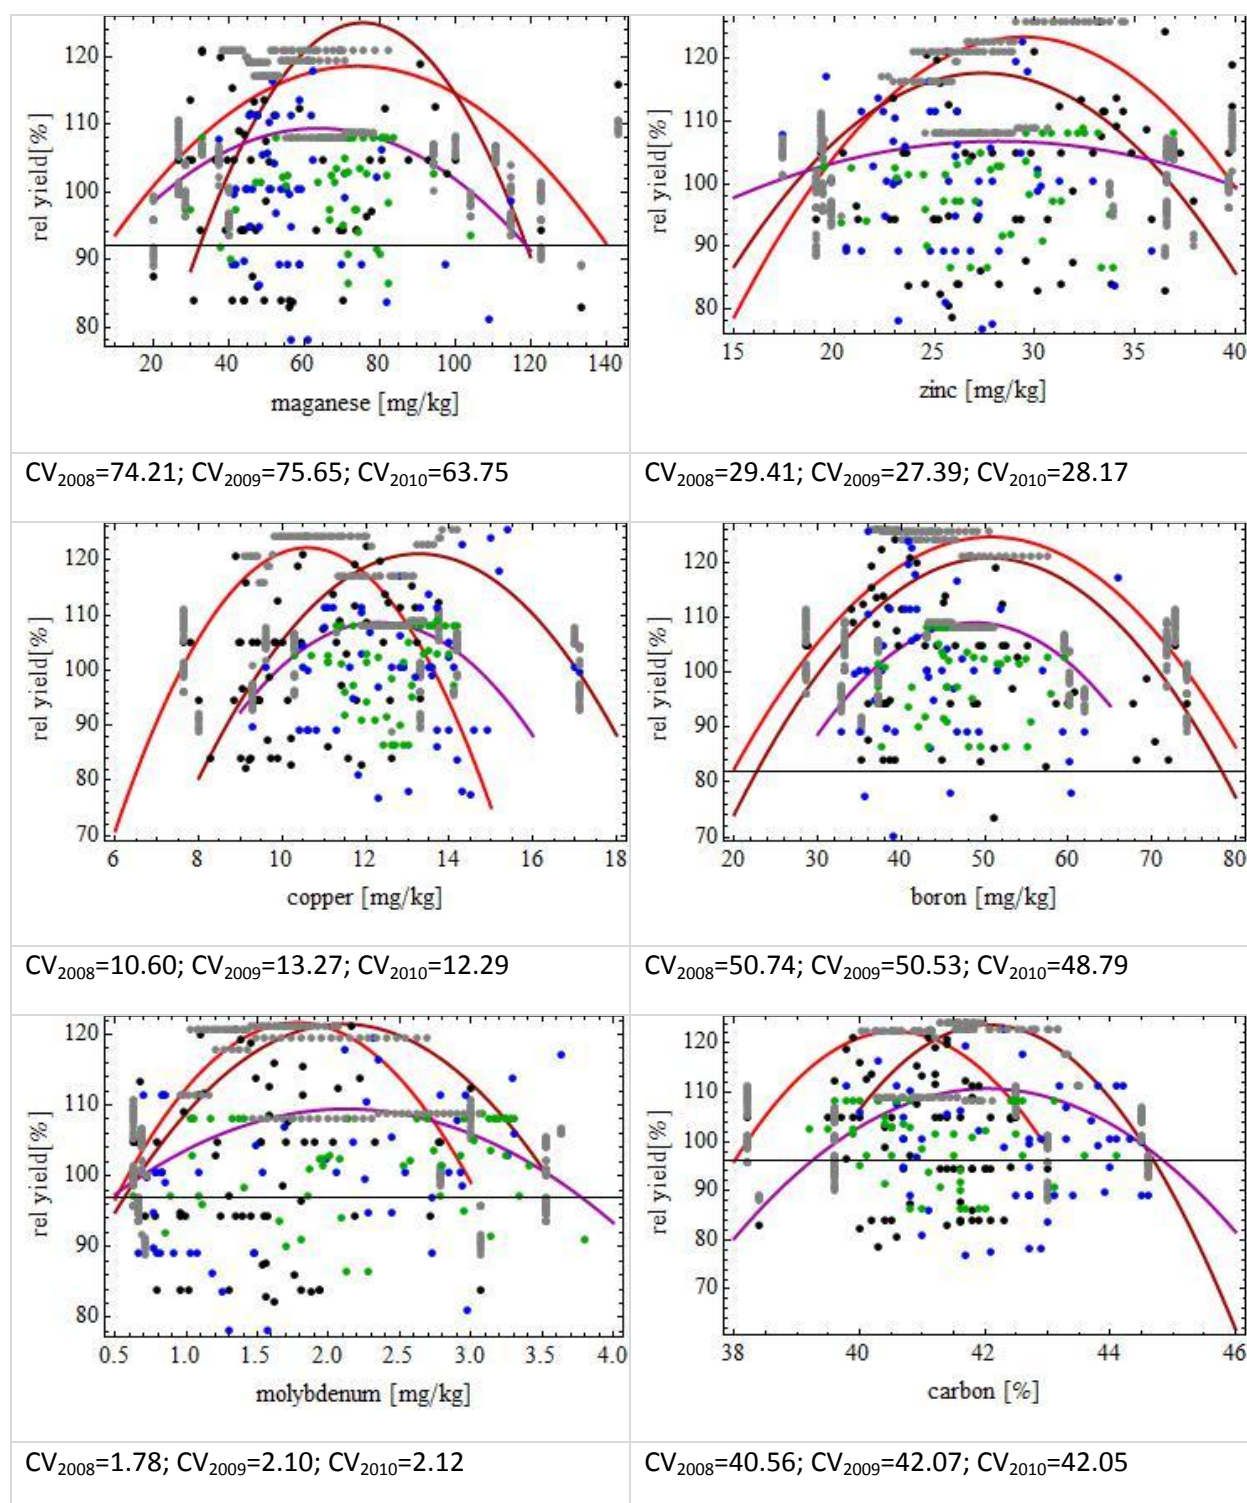 rel yield[%]
120
110
100
90
80
20 40 60 80 100 120 140
maganese [mg/kg]
rel yield[%]
120
110
100
90
80
15 20 25 30 35 40
zinc [mg/kg]
CV2008=74.21; CV2009=75.65; CV2010=63.75
CV2008=29.41; CV2009=27.39; CV2010=28.17
rel yield[%]
120
110
100
90
80
70
6 8 10 12 14 16 18
copper [mg/kg]
rel yield[%]
120
110
100
90
80
70
20 30 40 50 60 70 80
boron [mg/kg]
CV2008=10.60; CV2009=13.27; CV2010=12.29
CV2008=50.74; CV2009=50.53; CV2010=48.79
rel yield[%]
120
110
100
90
80
0.5 1.0 1.5 2.0 2.5 3.0 3.5 4.0
molybdenum [mg/kg]
rel yield[%]
120
110
100
90
80
70
38 40 42 44 46
carbon [%]
CV2008=1.78; CV2009=2.10; CV2010=2.12
CV2008=40.56; CV2009=42.07; CV2010=42.05